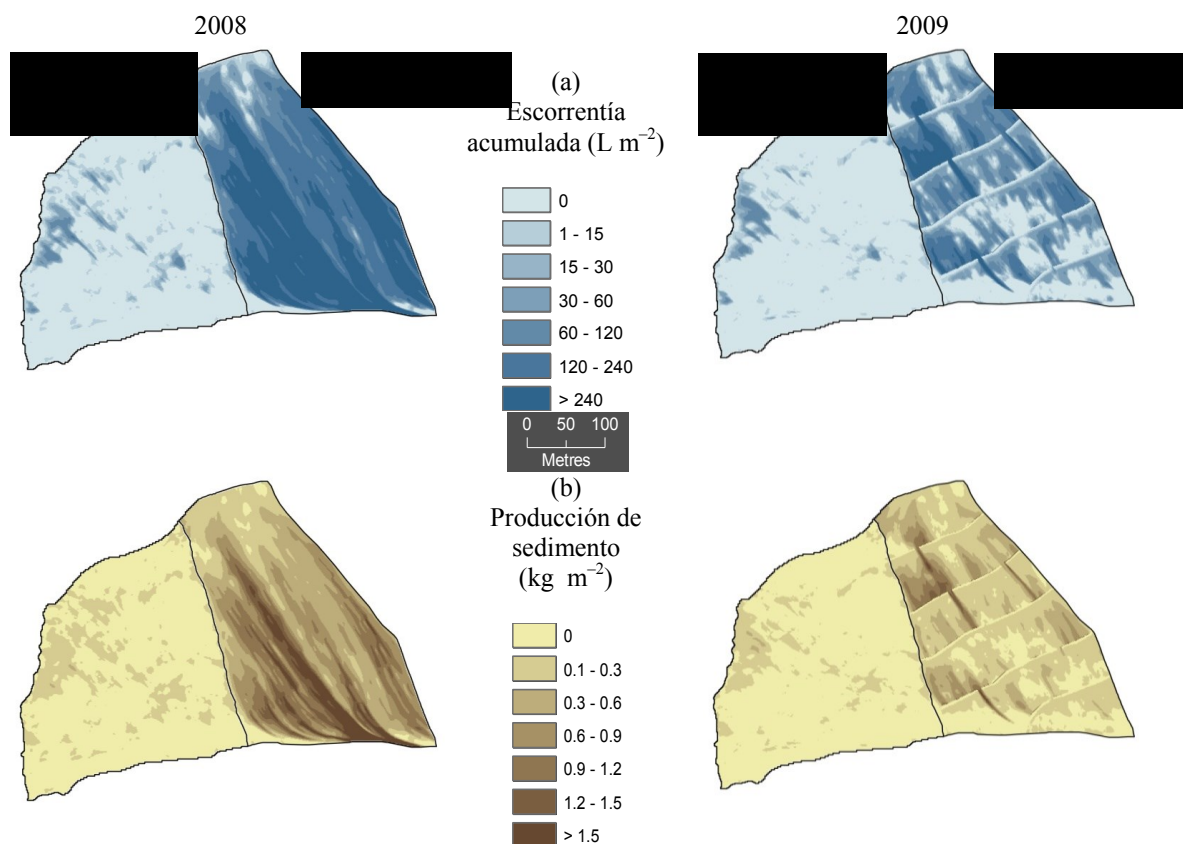 2008
2009
(a)
Escorrentía
acumulada (L m⁻²)
0
1 - 15
15 - 30
30 - 60
60 - 120
120 - 240
> 240
0 50 100
Metres
(b)
Producción de
sedimento
(kg m⁻²)
0
0.1 - 0.3
0.3 - 0.6
0.6 - 0.9
0.9 - 1.2
1.2 - 1.5
> 1.5